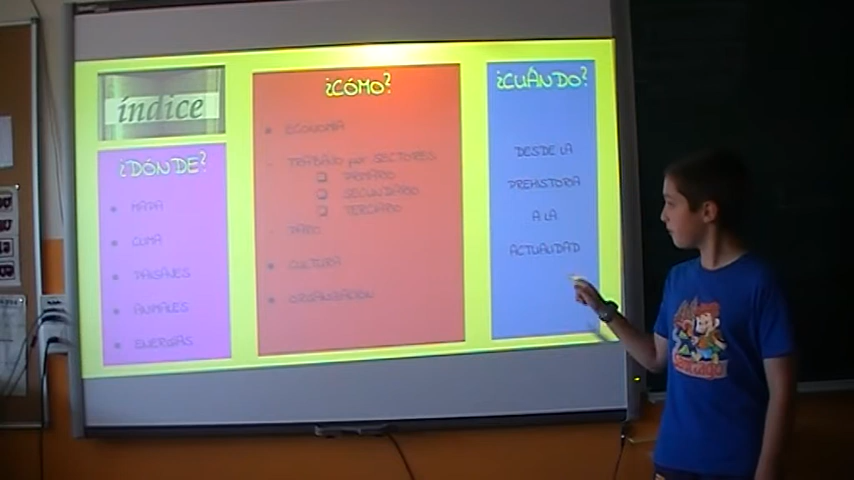 índice
¿DÓNDE?
MAPA
CLIMA
PAISAJES
ANIMALES
ENERGÍAS
¿CÓMO?
ECONOMÍA
- TRABAJO por SECTORES
PRIMARIO
SECUNDARIO
TERCIARIO
- PARO
CULTURA
ORGANIZACIÓN
¿CUÁNDO?
DESDE LA
PREHISTORIA
A LA
ACTUALIDAD
Santiago